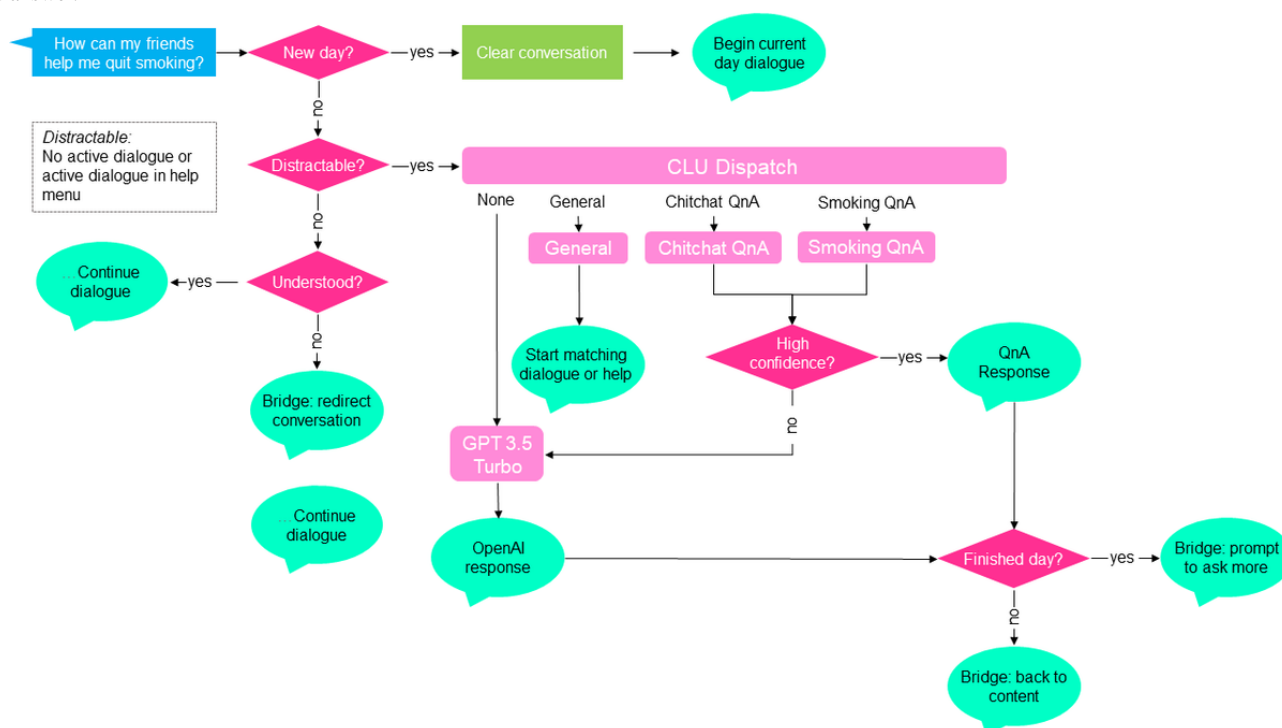 How can my friends
help me quit smoking?
New day?
yes
Clear conversation
Begin current
day dialogue
no
Distractable:
No active dialogue or
active dialogue in help
menu
Distractable?
yes
CLU Dispatch
None
General
Chitchat QnA
Smoking QnA
no
General
Chitchat QnA
Smoking QnA
...Continue
dialogue
yes
Understood?
no
Start matching
dialogue or help
High
confidence?
yes
QnA
Response
Bridge: redirect
conversation
no
GPT 3.5
Turbo
...Continue
dialogue
OpenAI
response
Finished day?
yes
Bridge: prompt
to ask more
no
Bridge: back to
content